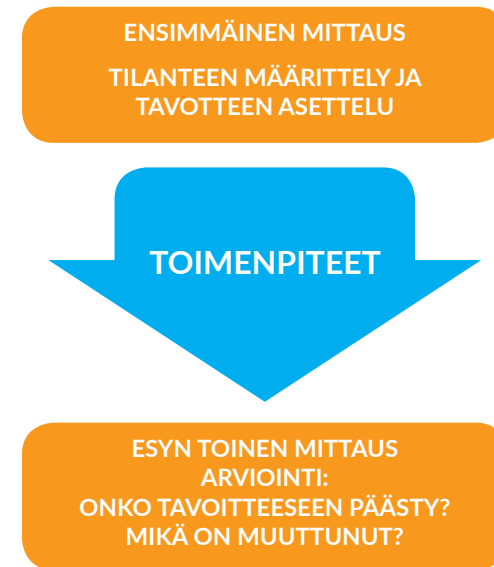 ENSIMMÄINEN MITTAUS
TILANTEEN MÄÄRITTELY JA
TAVOTTEEN ASETTELU
TOIMENPITEET
ESYN TOINEN MITTAUS
ARVIOINTI:
ONKO TAVOITTEESEEN PÄÄSTY?
MIKÄ ON MUUTTUNUT?